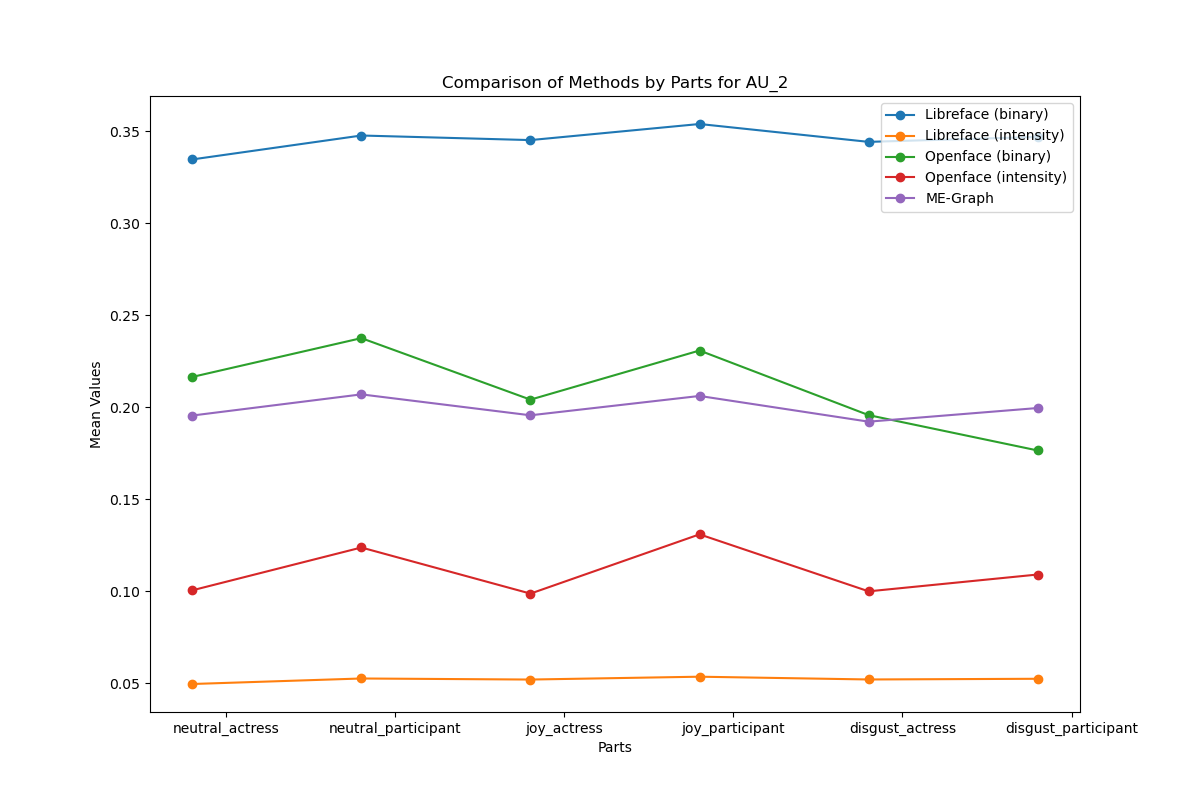 Comparison of Methods by Parts for AU_2
Libreface (binary)
Libreface (intensity)
Openface (binary)
Openface (intensity)
ME-Graph
Mean Values
0.35
0.30
0.25
0.20
0.15
0.10
0.05
neutral_actress neutral_participant joy_actress joy_participant disgust_actress disgust_participant
Parts